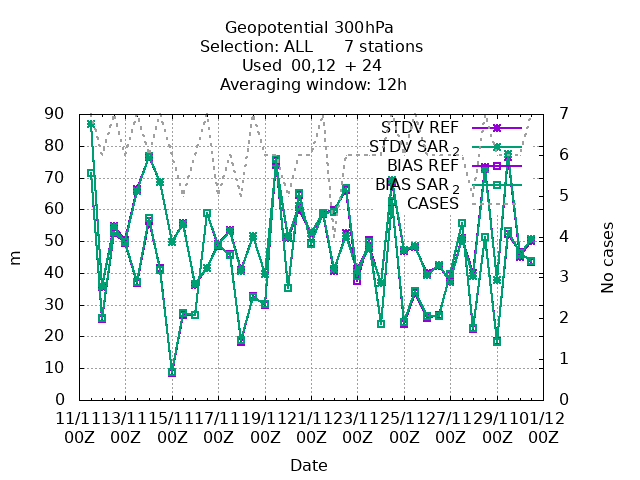 Geopotential 300hPa
Selection: ALL 7 stations
Used 00,12 + 24
Averaging window: 12h
90
80
70
60
50
40
30
20
10
0
m
7
6
5
4
3
2
1
0
No cases
STDV REF
STDV SAR2
BIAS REF
BIAS SAR2
CASES
11/11 13/11 15/11 17/11 19/11 21/11 23/11 25/11 27/11 29/11 01/12
00Z 00Z 00Z 00Z 00Z 00Z 00Z 00Z 00Z 00Z 00Z
Date